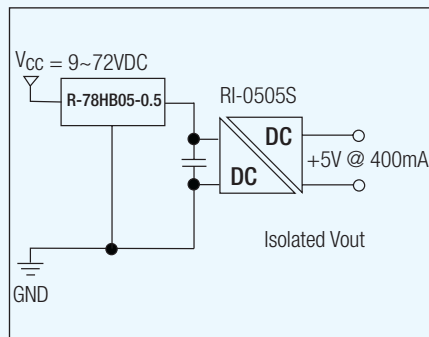 VCC = 9~72VDC
R-78HB05-0.5
RI-0505S
DC
+5V @ 400mA
DC
Isolated Vout
GND